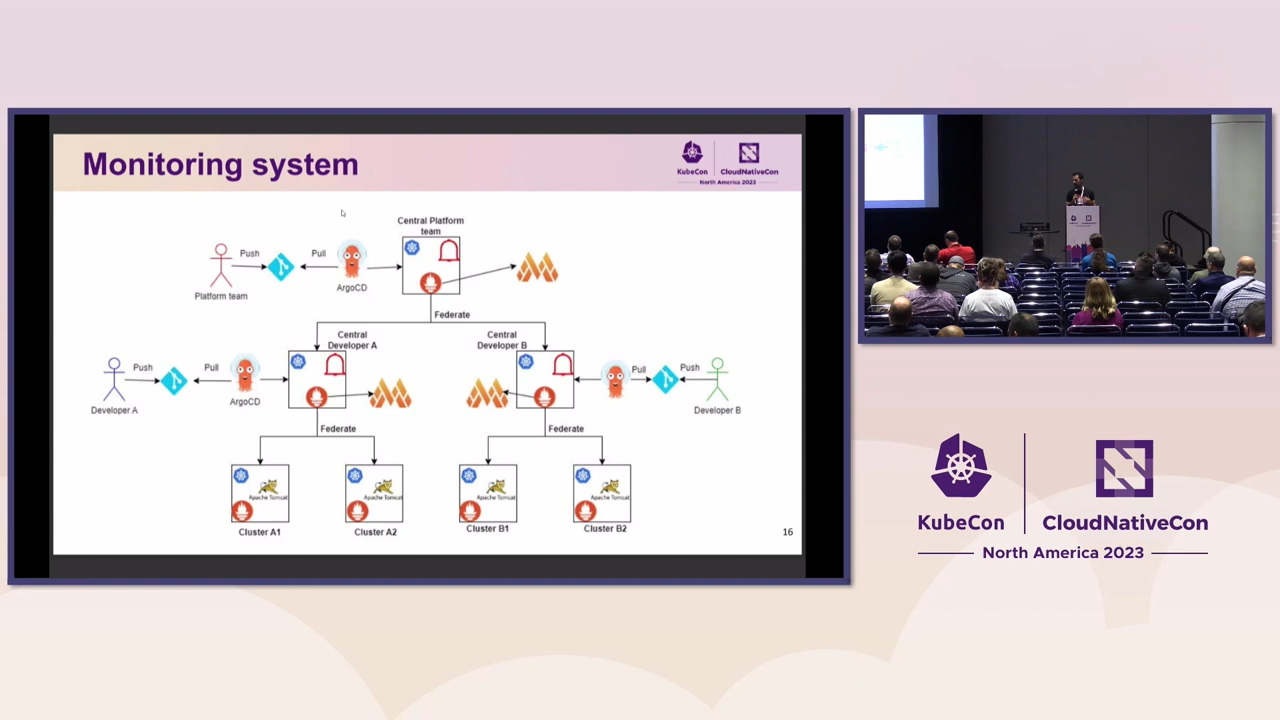 Monitoring system
KubeCon
CloudNativeCon
North America 2023
Central Platform
team
Push
Pull
ArgoCD
Platform team
Federate
Central
Developer A
Central
Developer B
Push
Pull
ArgoCD
Developer A
Pull
Push
Developer B
Federate
Federate
Apache Tomcat
Apache Tomcat
Apache Tomcat
Apache Tomcat
Cluster A1
Cluster A2
Cluster B1
Cluster B2
16
KubeCon
CloudNativeCon
North America 2023